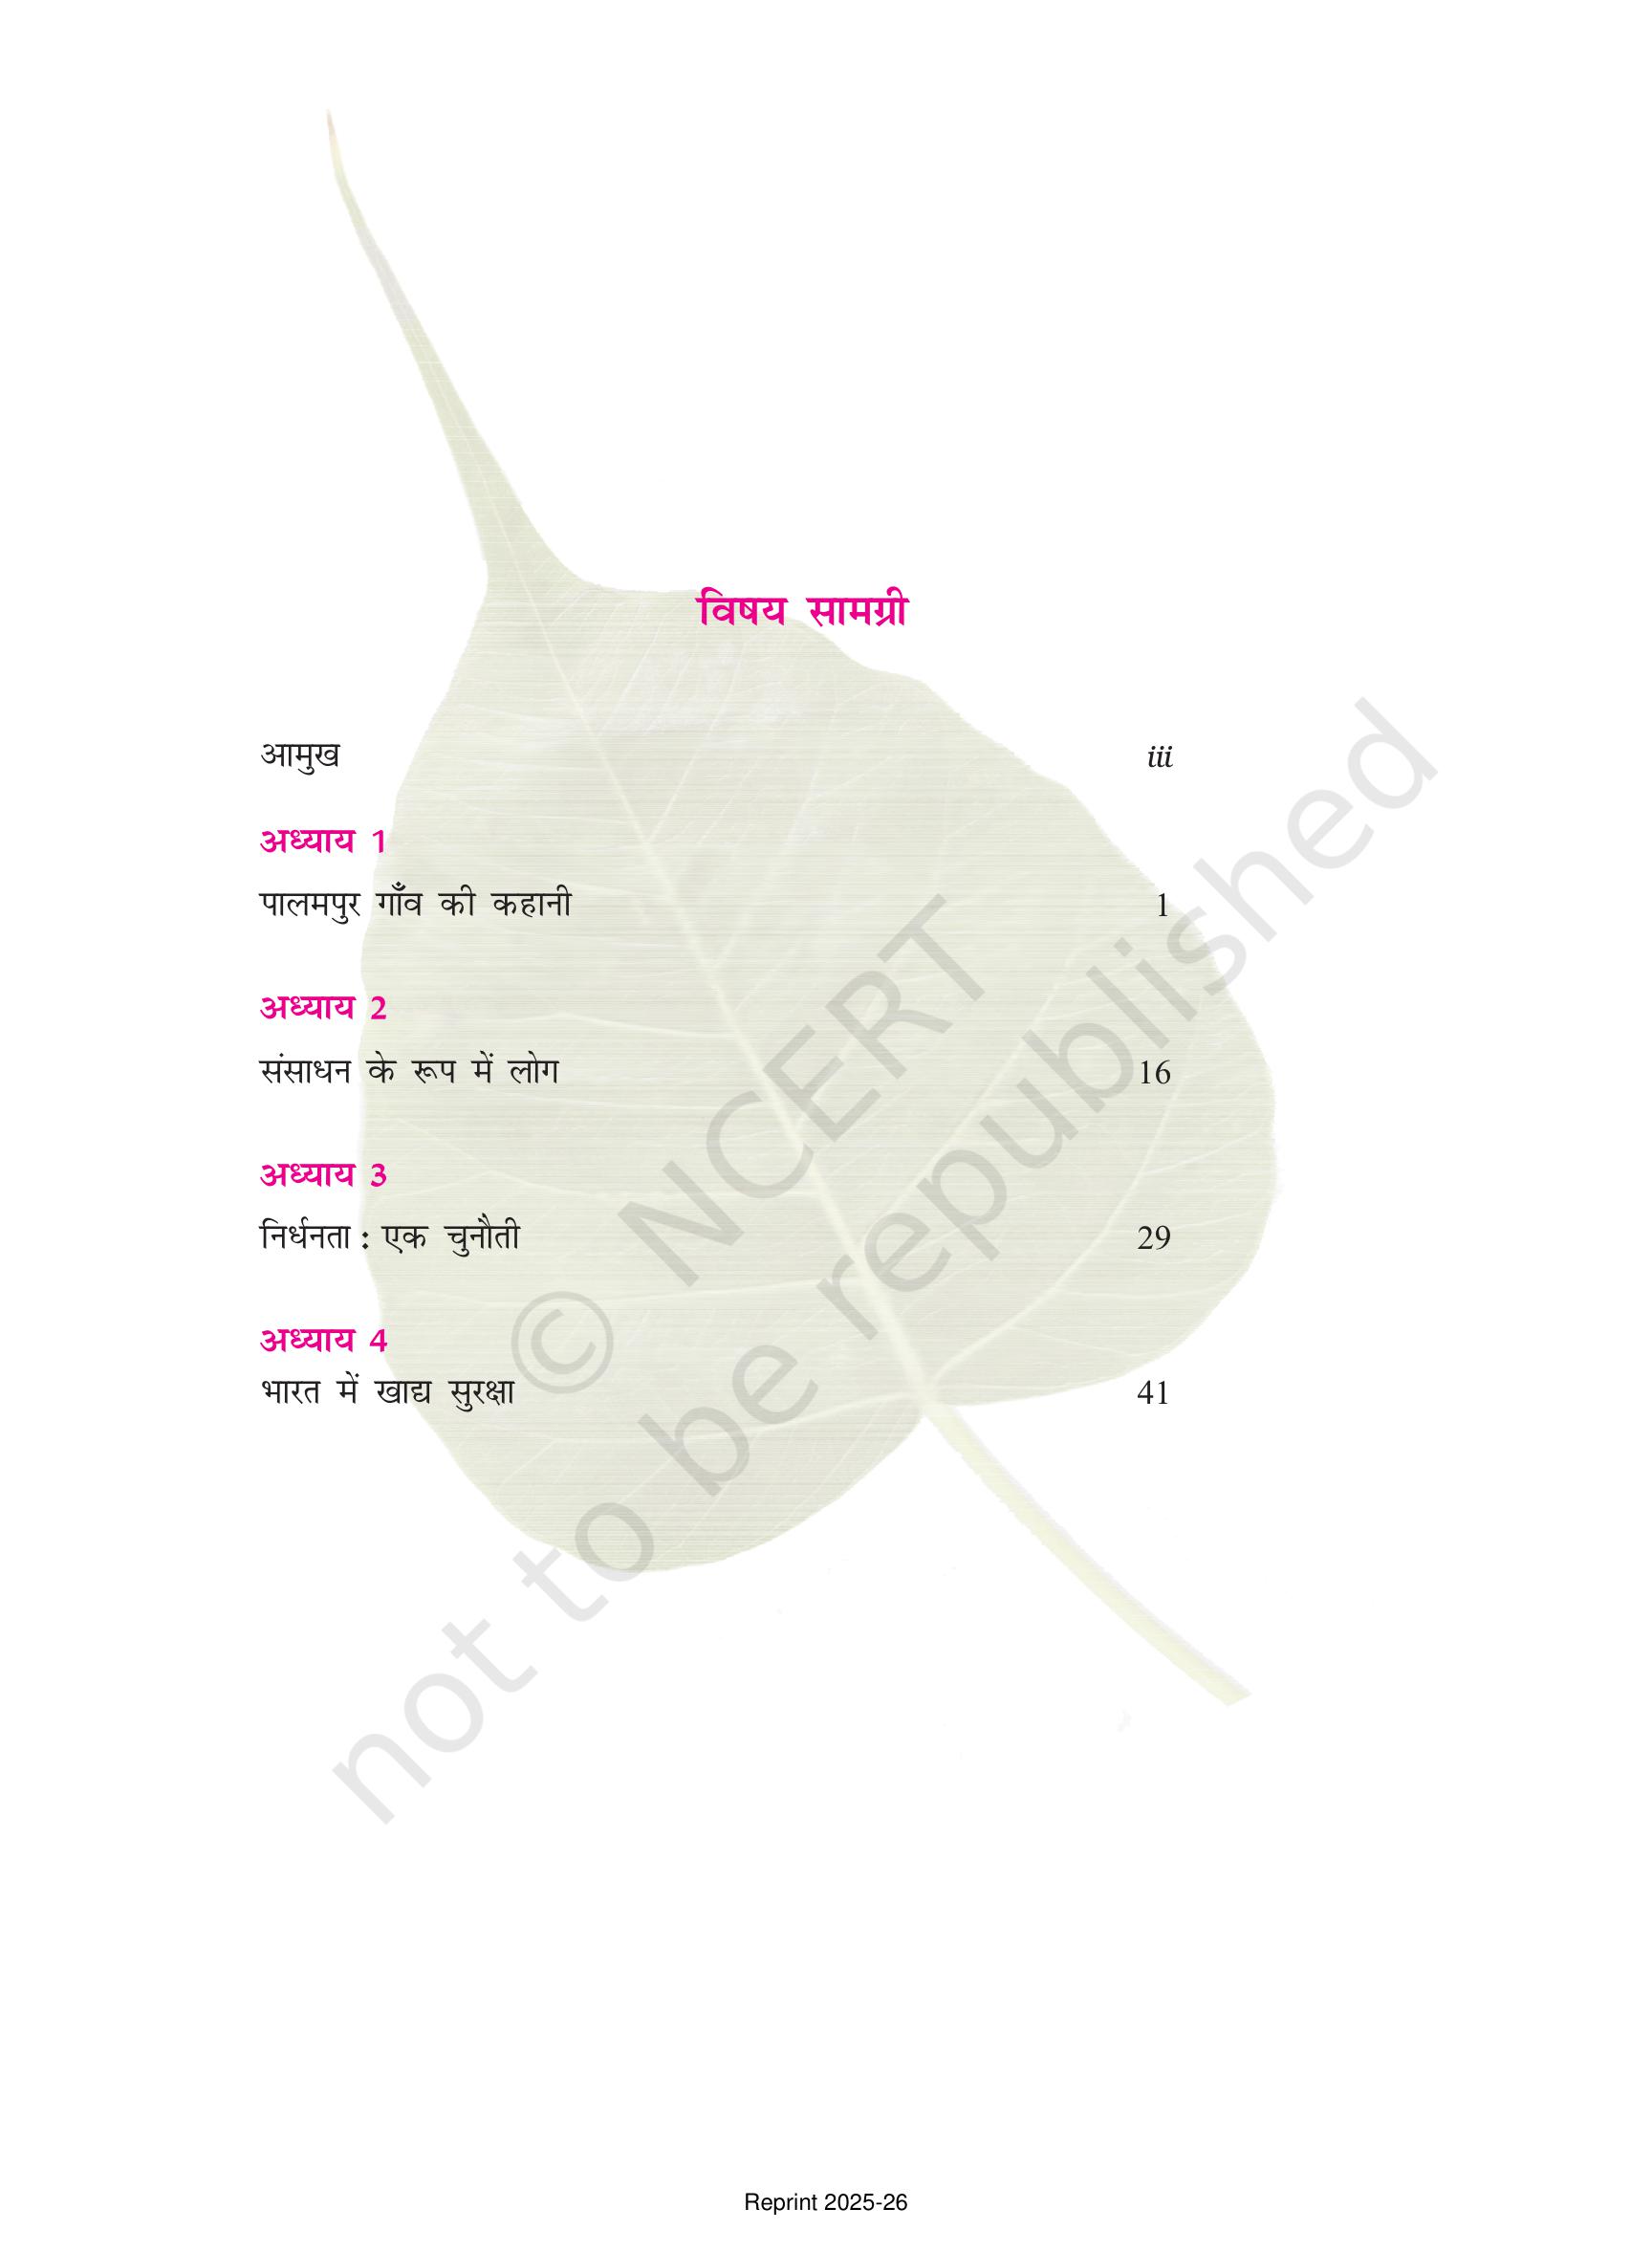 विषय सामग्री
आमुख iii
अध्याय 1
पालमपुर गाँव की कहानी 1
अध्याय 2
संसाधन के रूप में लोग 16
अध्याय 3
निर्धनता : एक चुनौती 29
अध्याय 4
भारत में खाद्य सुरक्षा 41
© NCERT
not to be republished
Reprint 2025-26